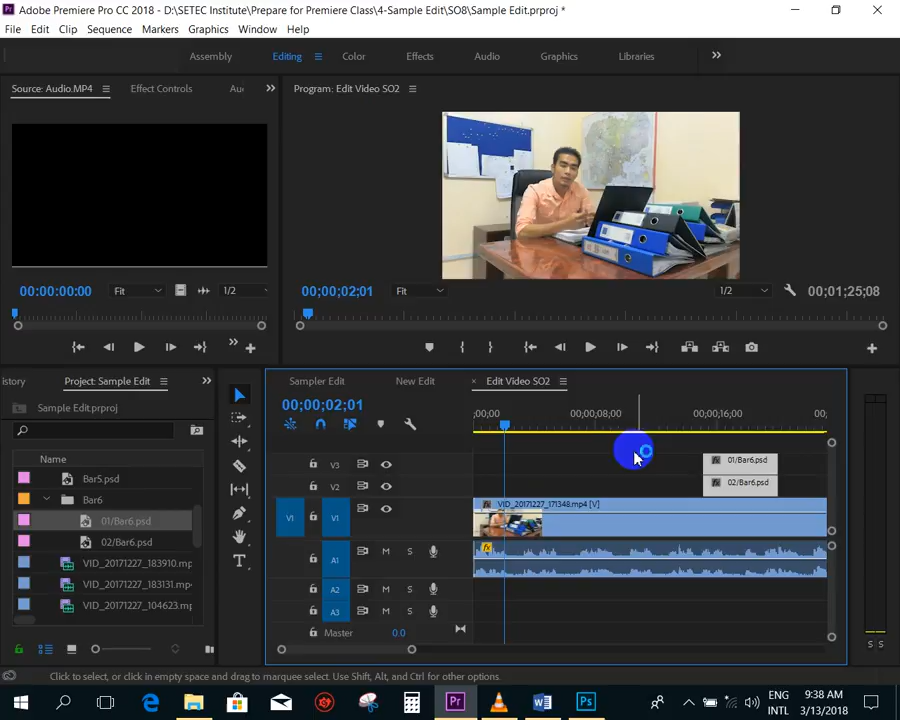 Adobe Premiere Pro CC 2018 - D:\SETEC Institute\Prepare for Premiere Class\4-Sample Edit\SO8\Sample Edit.prproj *
File Edit Clip Sequence Markers Graphics Window Help
Assembly Editing Color Effects Audio Graphics Libraries
Source: Audio.MP4 Effect Controls Au
Program: Edit Video SO2
00:00:00:00 Fit 1/2
00;00;02;01 Fit 1/2 00;01;25;08
story Project: Sample Edit
Sample Edit.prproj
Name
Bar5.psd
Bar6
01/Bar6.psd
02/Bar6.psd
VID_20171227_183910.mp
VID_20171227_183131.mp
VID_20171227_104623.mp
Sampler Edit New Edit × Edit Video SO2
00;00;02;01
;00;00 00;00;08;00 00;00;16;00 00;
V3 01/Bar6.psd
V2 02/Bar6.psd
V1 V1 fx VID_20171227_171348.mp4 [V]
A1 M S fx
A2 M S
A3 M S
Master 0.0
S S
Click to select, or click in empty space and drag to marquee select. Use Shift, Alt, and Ctrl for other options.
Pr W Ps
ENG 9:38 AM
INTL 3/13/2018